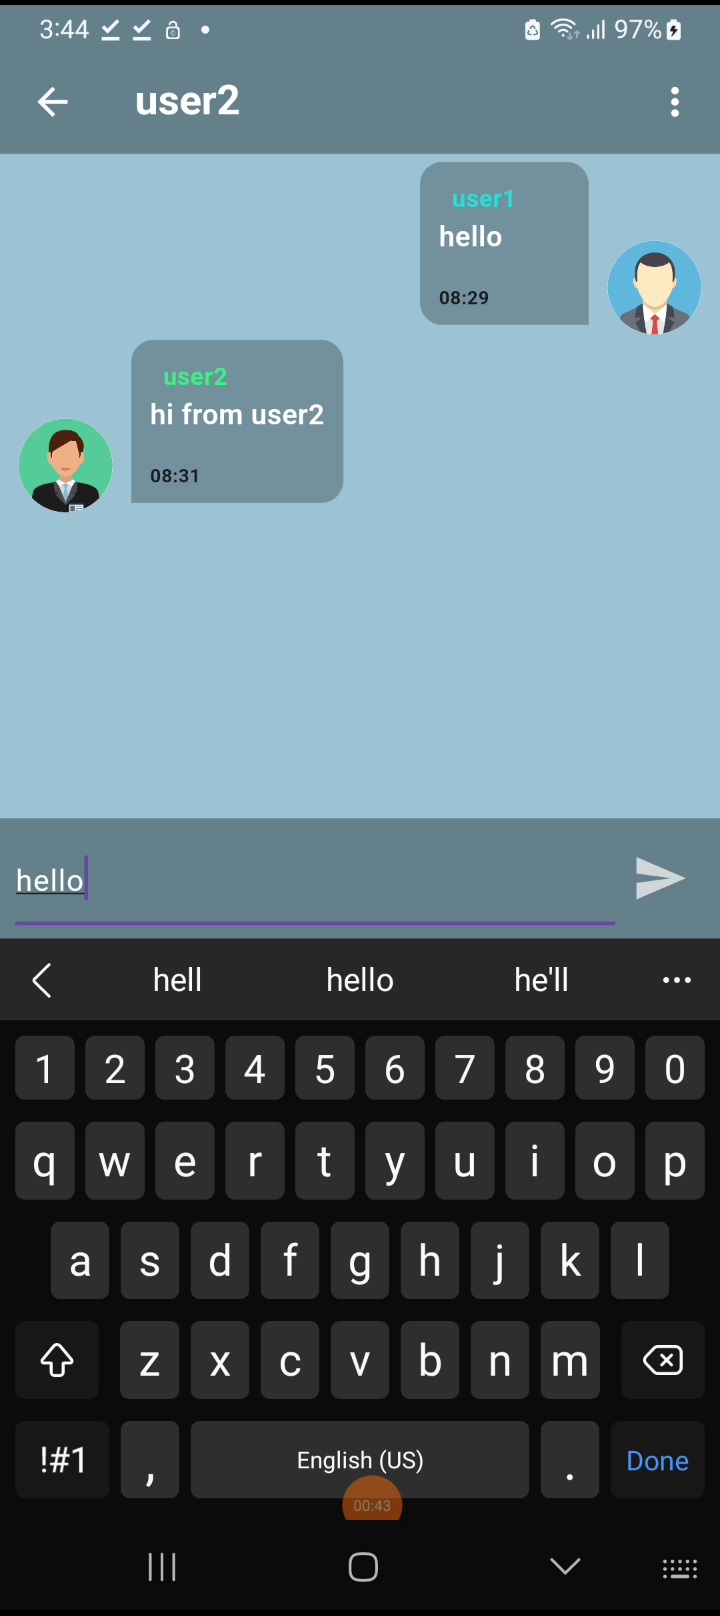 3:44 97%
user2
user1
hello
08:29
user2
hi from user2
08:31
hello
hell hello he'll
1 2 3 4 5 6 7 8 9 0
q w e r t y u i o p
a s d f g h j k l
z x c v b n m
!#1 , English (US) . Done
00:43